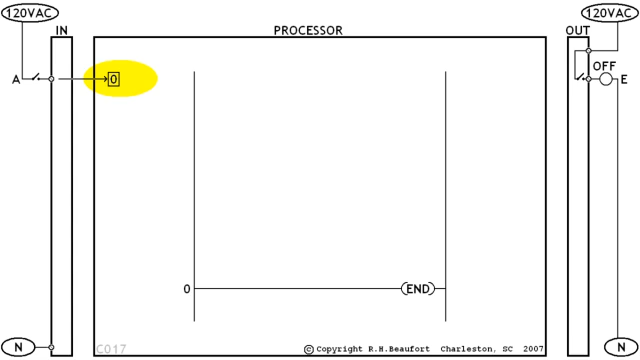 120VAC
IN
PROCESSOR
OUT
120VAC
OFF
A
0
E
0
END
N
C017
© Copyright R.H.Beaufort Charleston, SC 2007
N